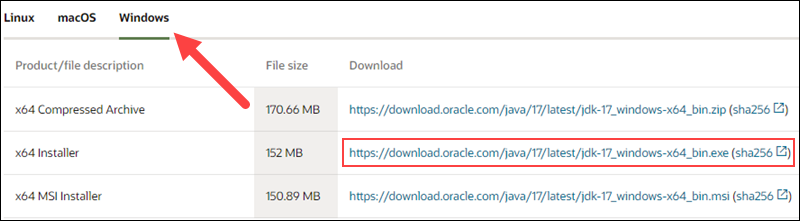 Linux macOS Windows
Product/file description File size Download
x64 Compressed Archive 170.66 MB https://download.oracle.com/java/17/latest/jdk-17_windows-x64_bin.zip (sha256)
x64 Installer 152 MB https://download.oracle.com/java/17/latest/jdk-17_windows-x64_bin.exe (sha256)
x64 MSI Installer 150.89 MB https://download.oracle.com/java/17/latest/jdk-17_windows-x64_bin.msi (sha256)